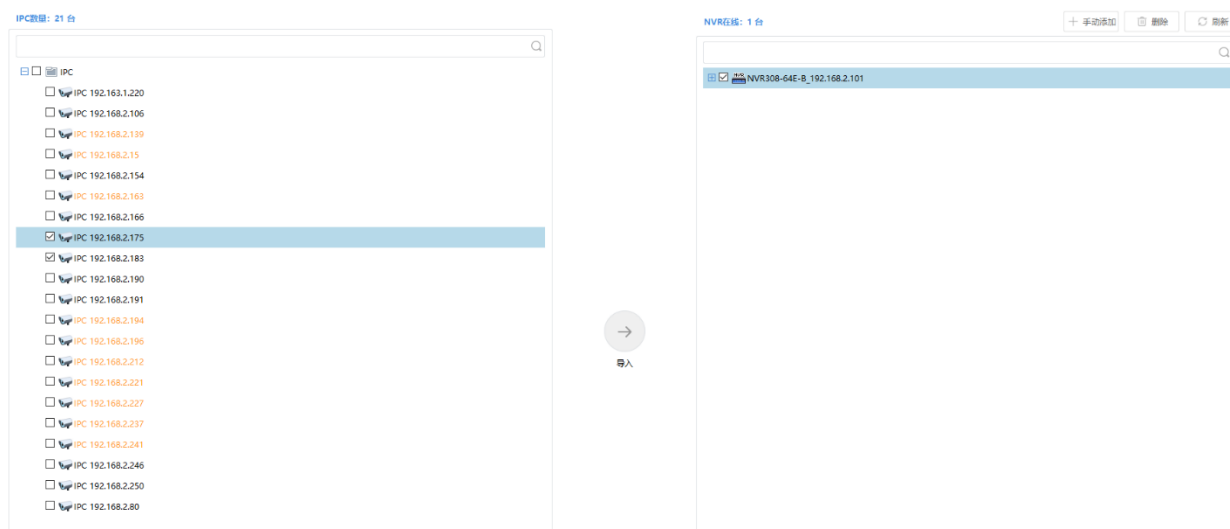 IPC数量：21 台
IPC
IPC 192.163.1.220
IPC 192.168.2.106
IPC 192.168.2.139
IPC 192.168.2.15
IPC 192.168.2.154
IPC 192.168.2.163
IPC 192.168.2.166
IPC 192.168.2.175
IPC 192.168.2.183
IPC 192.168.2.190
IPC 192.168.2.191
IPC 192.168.2.194
IPC 192.168.2.196
IPC 192.168.2.212
IPC 192.168.2.221
IPC 192.168.2.227
IPC 192.168.2.237
IPC 192.168.2.241
IPC 192.168.2.246
IPC 192.168.2.250
IPC 192.168.2.80
导入
NVR在线：1 台
手动添加 删除 刷新
NVR308-64E-B_192.168.2.101